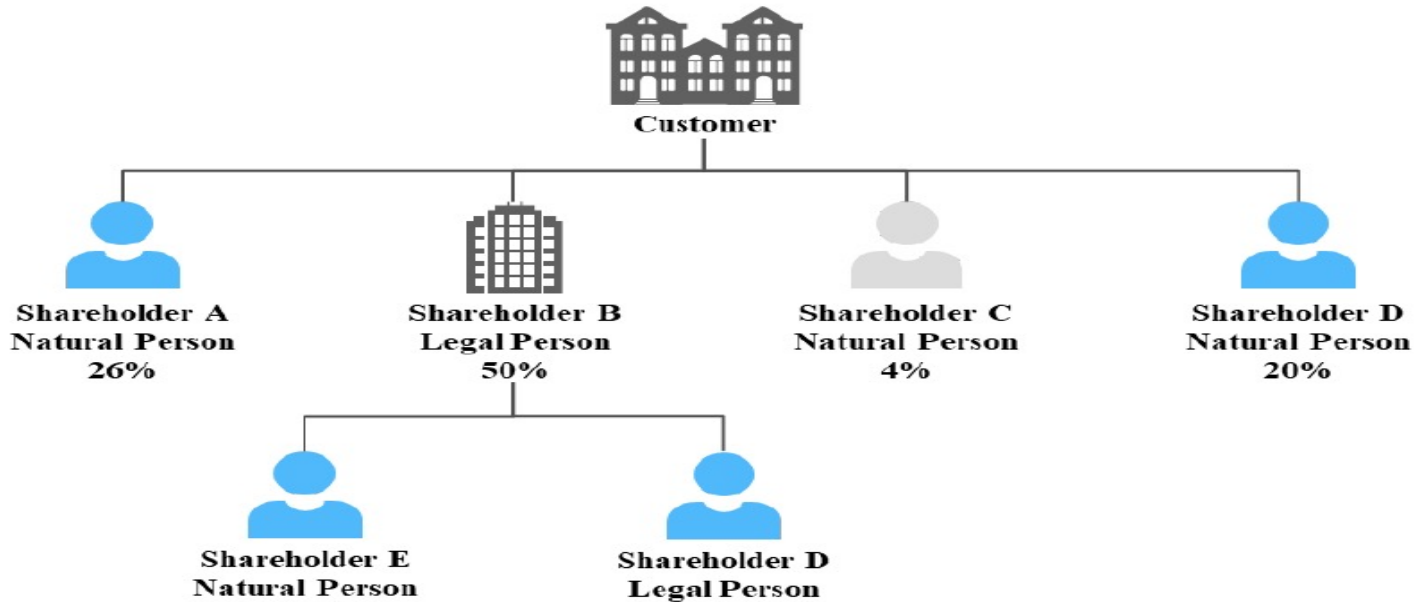 Customer
Shareholder A
Natural Person
26%
Shareholder B
Legal Person
50%
Shareholder C
Natural Person
4%
Shareholder D
Natural Person
20%
Shareholder E
Natural Person
Shareholder D
Legal Person